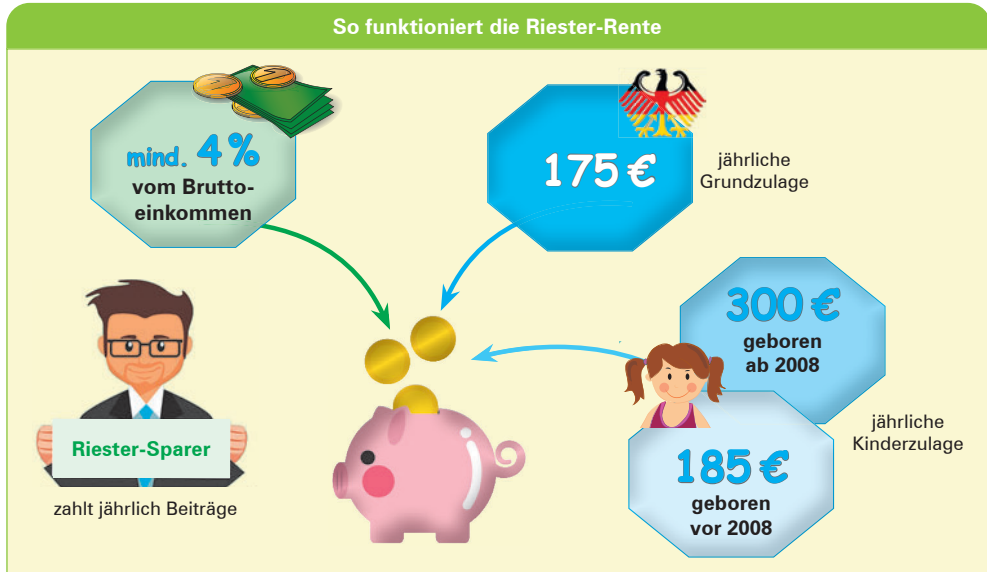 So funktioniert die Riester-Rente
mind. 4 %
vom Brutto-
einkommen
175 €
jährliche
Grundzulage
300 €
geboren
ab 2008
jährliche
Kinderzulage
185 €
geboren
vor 2008
Riester-Sparer
zahlt jährlich Beiträge